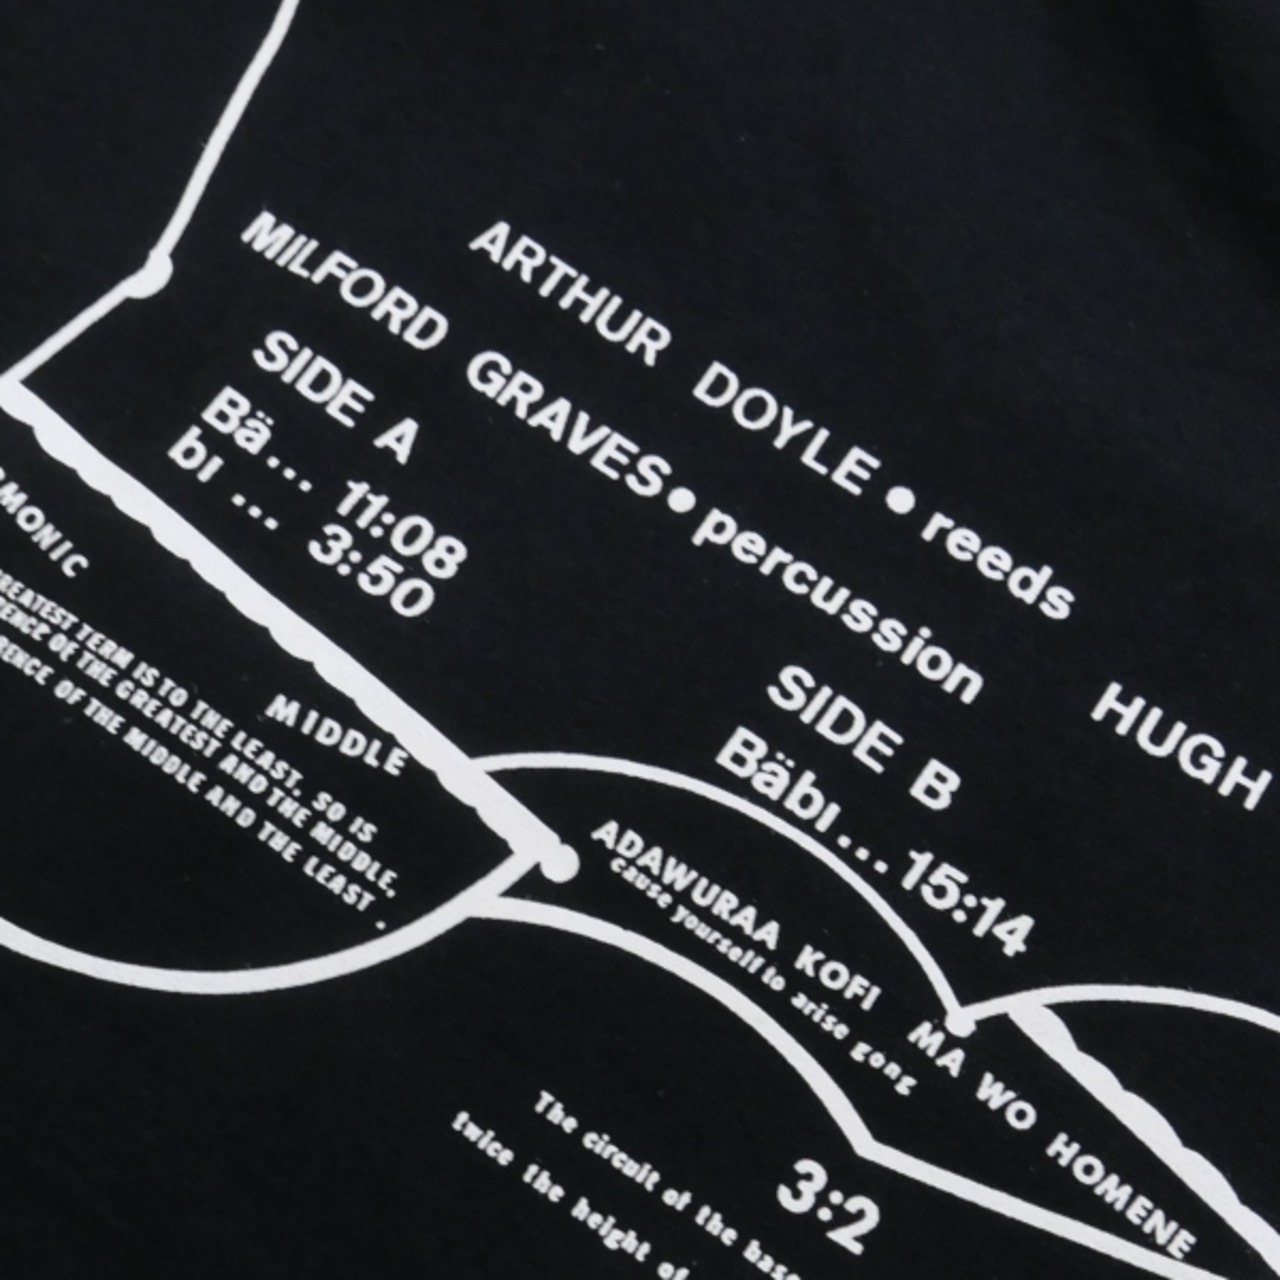 ARTHUR DOYLE • reeds
MILFORD GRAVES • percussion
HUGH
SIDE A
Bä... 11:08
bı ... 3:50
SIDE B
Bäbı... 15:14
MONIC
GREATEST TERM IS TO THE LEAST, SO IS
OF THE GREATEST AND THE MIDDLE,
OF THE MIDDLE AND THE LEAST.
MIDDLE
ADAWURAA KOFI MA WO HOMENE
cause yourself to arise gong
3:2
The circuit of the base
twice the height of